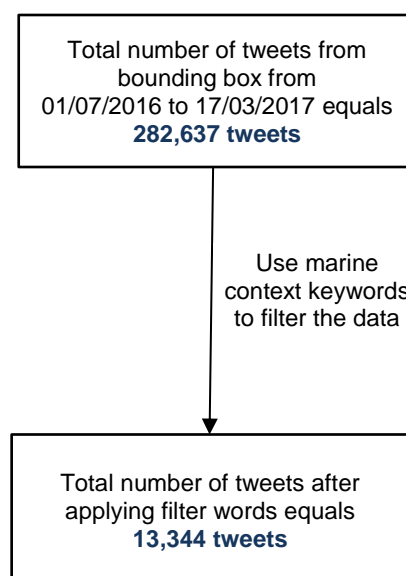 Total number of tweets from
bounding box from
01/07/2016 to 17/03/2017 equals
282,637 tweets
Use marine
context keywords
to filter the data
Total number of tweets after
applying filter words equals
13,344 tweets